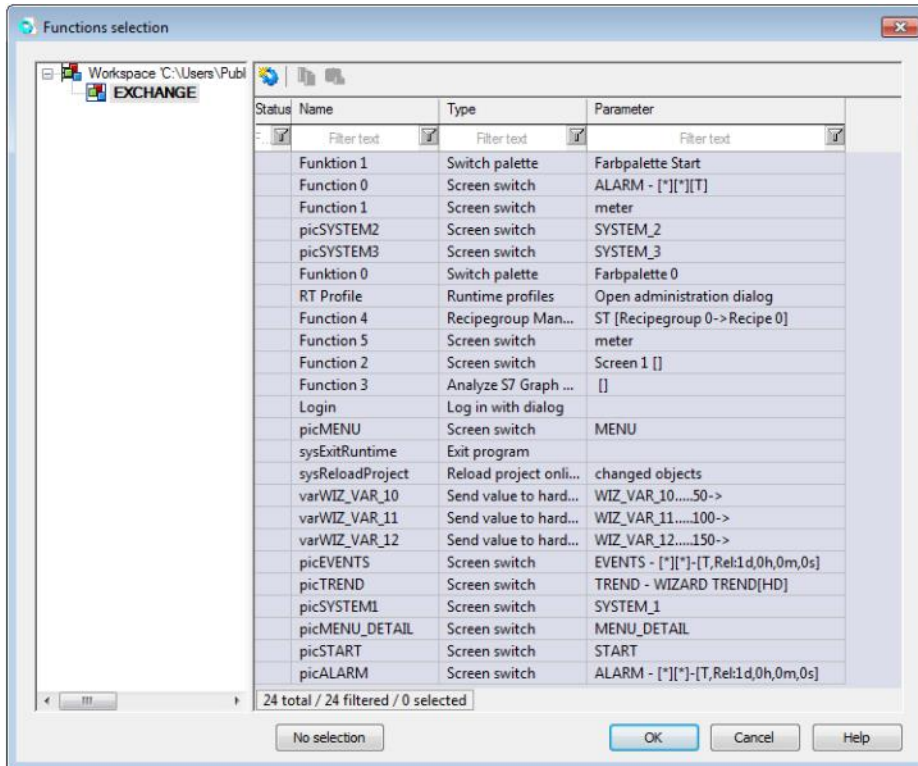 Functions selection
Workspace 'C:\Users\Publ
EXCHANGE
Status Name Type Parameter
F... Filter text Filter text Filter text
Funktion 1 Switch palette Farbpalette Start
Function 0 Screen switch ALARM - [*][*][T]
Function 1 Screen switch meter
picSYSTEM2 Screen switch SYSTEM_2
picSYSTEM3 Screen switch SYSTEM_3
Funktion 0 Switch palette Farbpalette 0
RT Profile Runtime profiles Open administration dialog
Function 4 Recipegroup Man... ST [Recipegroup 0->Recipe 0]
Function 5 Screen switch meter
Function 2 Screen switch Screen 1 []
Function 3 Analyze S7 Graph ... []
Login Log in with dialog
picMENU Screen switch MENU
sysExitRuntime Exit program
sysReloadProject Reload project onli... changed objects
varWIZ_VAR_10 Send value to hard... WIZ_VAR_10.....50->
varWIZ_VAR_11 Send value to hard... WIZ_VAR_11.....100->
varWIZ_VAR_12 Send value to hard... WIZ_VAR_12.....150->
picEVENTS Screen switch EVENTS - [*][*]-[T,Rel:1d,0h,0m,0s]
picTREND Screen switch TREND - WIZARD TREND[HD]
picSYSTEM1 Screen switch SYSTEM_1
picMENU_DETAIL Screen switch MENU_DETAIL
picSTART Screen switch START
picALARM Screen switch ALARM - [*][*]-[T,Rel:1d,0h,0m,0s]
24 total / 24 filtered / 0 selected
No selection OK Cancel Help